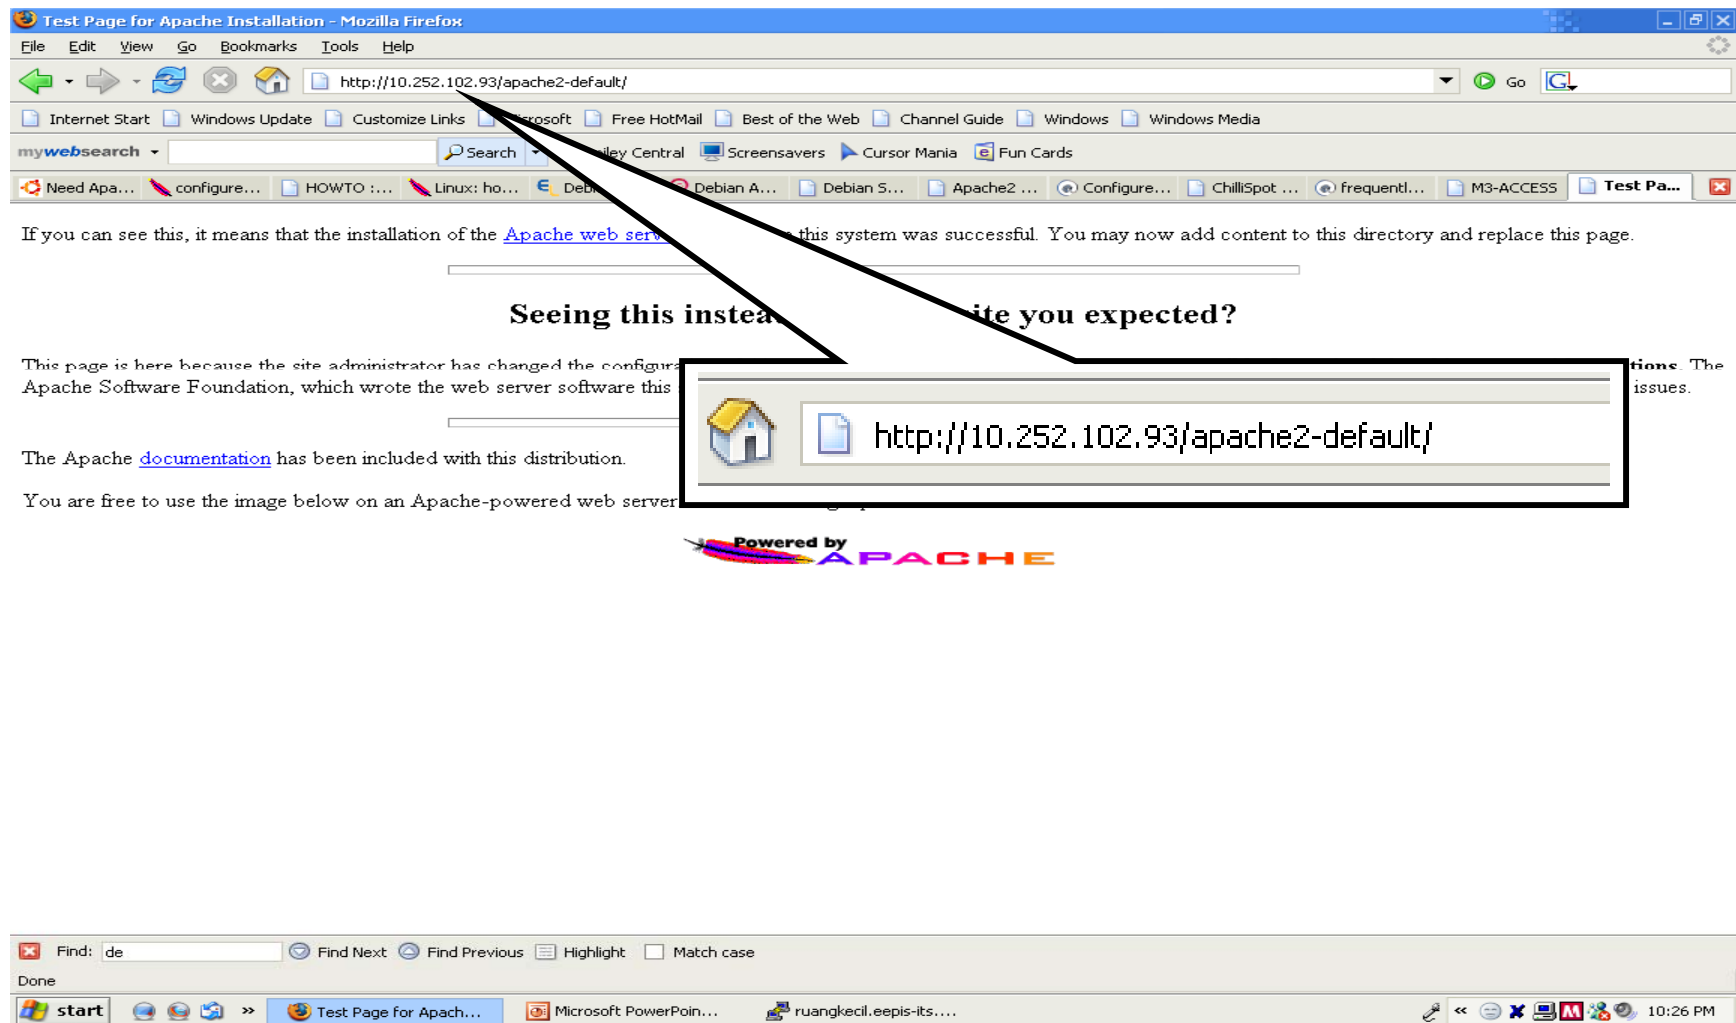 Test Page for Apache Installation - Mozilla Firefox
File Edit View Go Bookmarks Tools Help
http://10.252.102.93/apache2-default/ Go
Internet Start Windows Update Customize Links Free HotMail Best of the Web Channel Guide Windows Windows Media
mywebsearch Search Central Screensavers Cursor Mania Fun Cards
Need Apa... configure... HOWTO :... Linux: ho... Debian A... Debian S... Apache2 ... Configure... ChilliSpot ... frequentl... M3-ACCESS Test Pa...
If you can see this, it means that the installation of the Apache web this system was successful. You may now add content to this directory and replace this page.
Seeing this you expected?
This page is here because the site administrator has changed the The
Apache Software Foundation, which wrote the web server software this issues.
http://10.252.102.93/apache2-default/
The Apache documentation has been included with this distribution.
You are free to use the image below on an Apache-powered web server
Powered by
APACHE
Find: de Find Next Find Previous Highlight Match case
Done
start Test Page for Apach... Microsoft PowerPoin... ruangkecil.eepis-its.... 10:26 PM